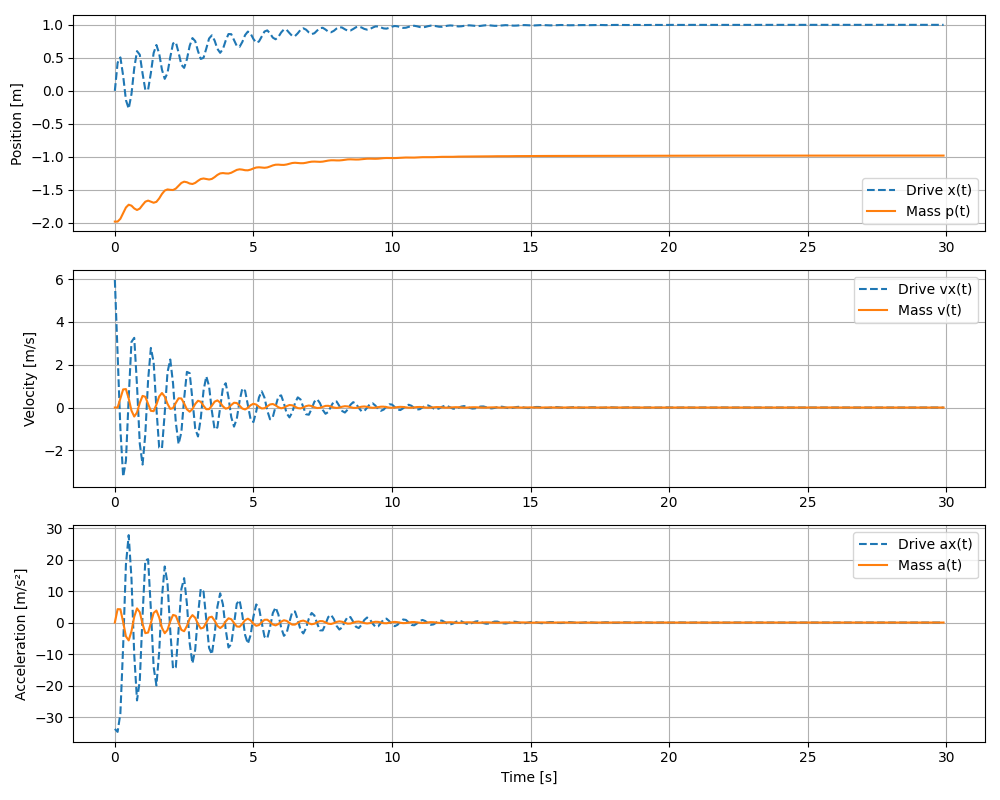 1.0
0.5
0.0
−0.5
−1.0
−1.5
−2.0
Position [m]
Drive x(t)
Mass p(t)
0 5 10 15 20 25 30
6
4
2
0
−2
Velocity [m/s]
Drive vx(t)
Mass v(t)
0 5 10 15 20 25 30
30
20
10
0
−10
−20
−30
Acceleration [m/s²]
Drive ax(t)
Mass a(t)
0 5 10 15 20 25 30
Time [s]